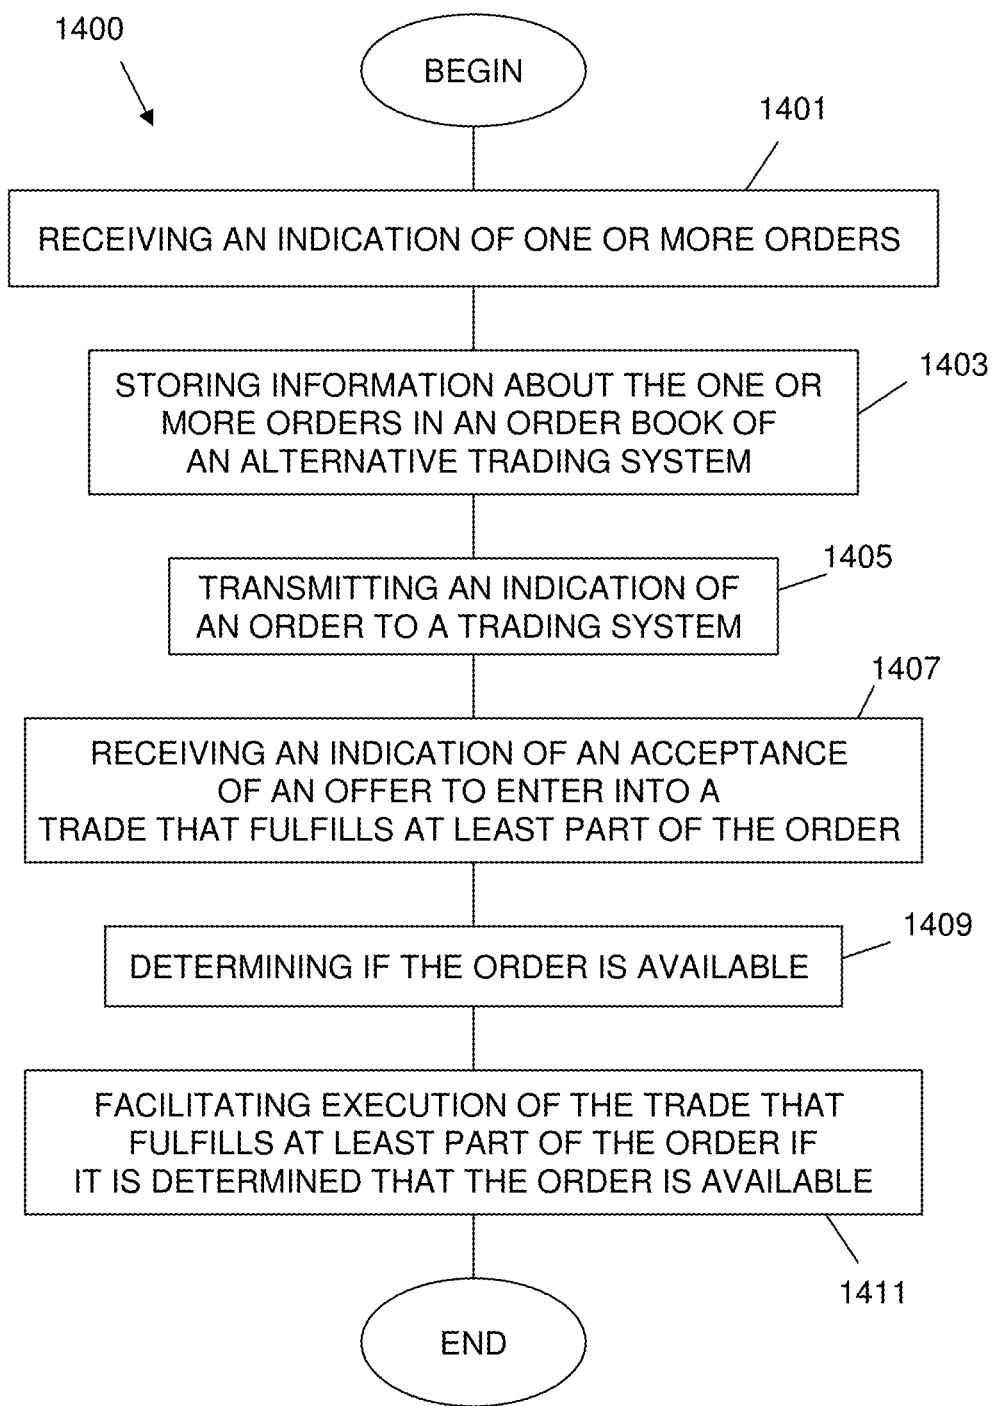 1400
BEGIN
1401
RECEIVING AN INDICATION OF ONE OR MORE ORDERS
1403
STORING INFORMATION ABOUT THE ONE OR
MORE ORDERS IN AN ORDER BOOK OF
AN ALTERNATIVE TRADING SYSTEM
1405
TRANSMITTING AN INDICATION OF
AN ORDER TO A TRADING SYSTEM
1407
RECEIVING AN INDICATION OF AN ACCEPTANCE
OF AN OFFER TO ENTER INTO A
TRADE THAT FULFILLS AT LEAST PART OF THE ORDER
1409
DETERMINING IF THE ORDER IS AVAILABLE
FACILITATING EXECUTION OF THE TRADE THAT
FULFILLS AT LEAST PART OF THE ORDER IF
IT IS DETERMINED THAT THE ORDER IS AVAILABLE
1411
END